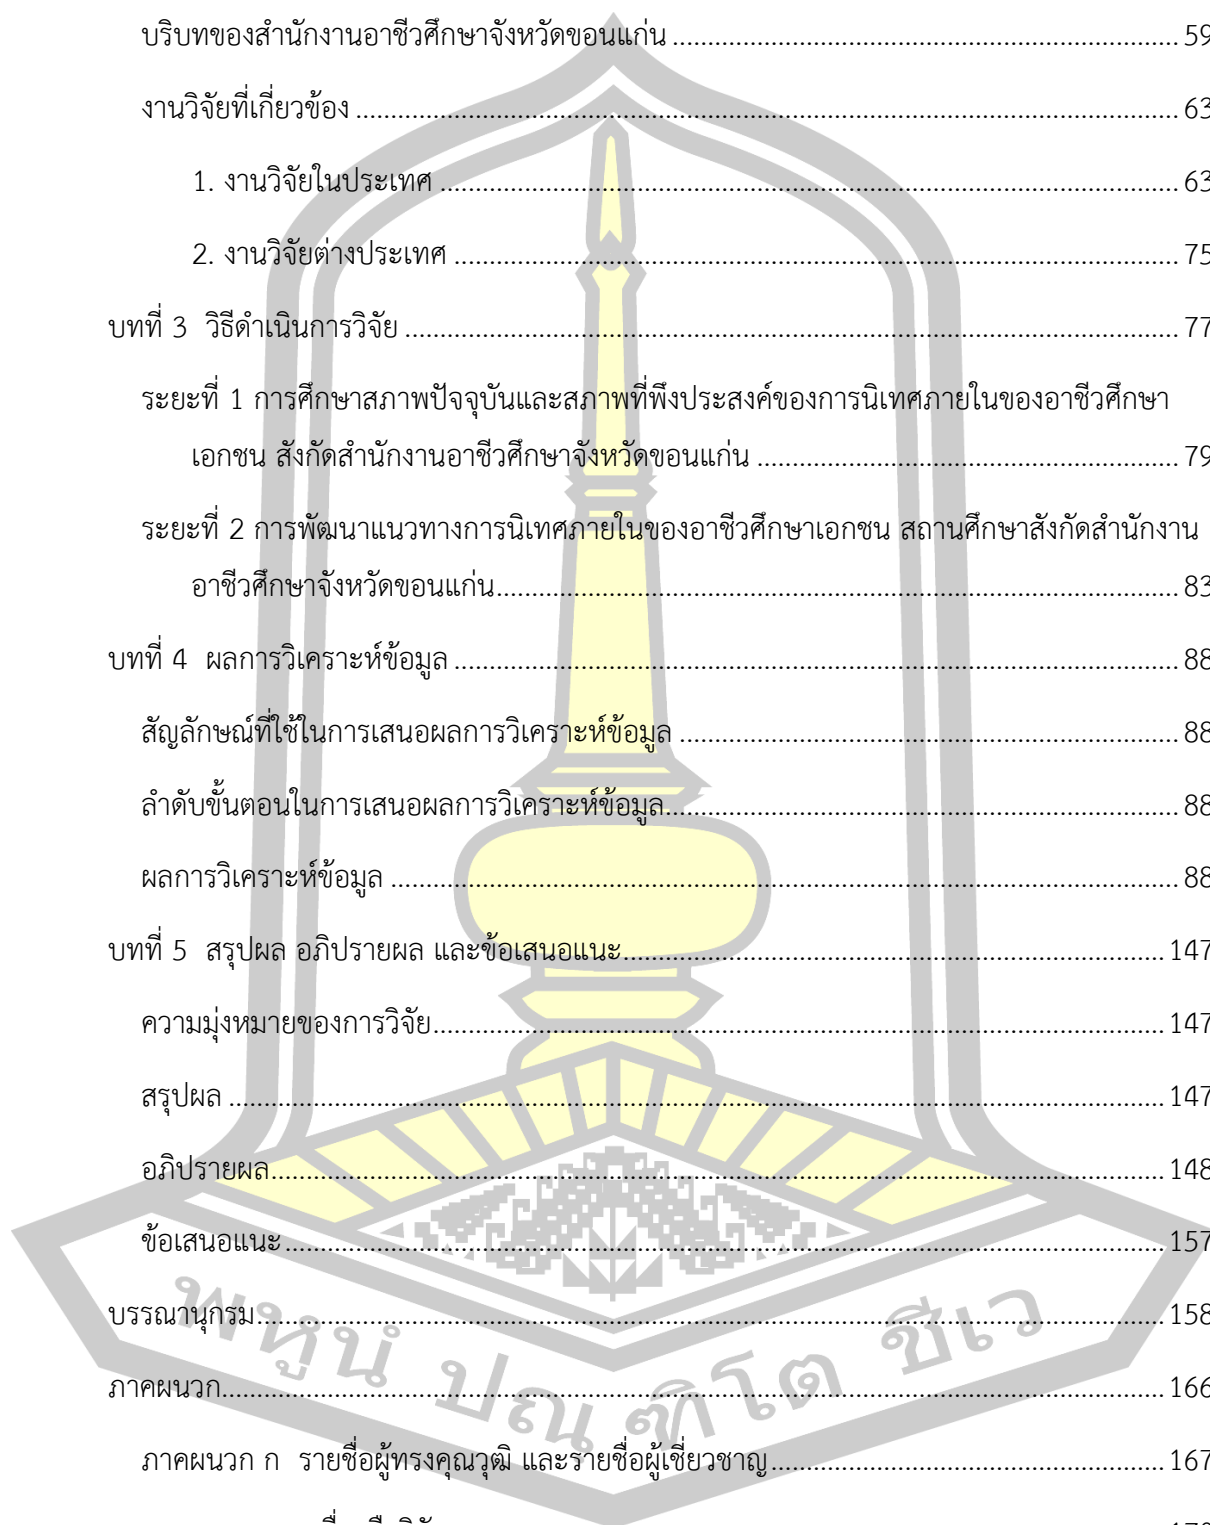 บริบทของสำนักงานอาชีวศึกษาจังหวัดขอนแก่น ........ 59
งานวิจัยที่เกี่ยวข้อง ........ 63
1. งานวิจัยในประเทศ ........ 63
2. งานวิจัยต่างประเทศ ........ 75
บทที่ 3 วิธีดำเนินการวิจัย ........ 77
ระยะที่ 1 การศึกษาสภาพปัจจุบันและสภาพที่พึงประสงค์ของการนิเทศภายในของอาชีวศึกษา
เอกชน สังกัดสำนักงานอาชีวศึกษาจังหวัดขอนแก่น ........ 79
ระยะที่ 2 การพัฒนาแนวทางการนิเทศภายในของอาชีวศึกษาเอกชน สถานศึกษาสังกัดสำนักงาน
อาชีวศึกษาจังหวัดขอนแก่น ........ 83
บทที่ 4 ผลการวิเคราะห์ข้อมูล ........ 88
สัญลักษณ์ที่ใช้ในการเสนอผลการวิเคราะห์ข้อมูล ........ 88
ลำดับขั้นตอนในการเสนอผลการวิเคราะห์ข้อมูล ........ 88
ผลการวิเคราะห์ข้อมูล ........ 88
บทที่ 5 สรุปผล อภิปรายผล และข้อเสนอแนะ ........ 147
ความมุ่งหมายของการวิจัย ........ 147
สรุปผล ........ 147
อภิปรายผล ........ 148
ข้อเสนอแนะ ........ 157
บรรณานุกรม ........ 158
ภาคผนวก ........ 166
ภาคผนวก ก รายชื่อผู้ทรงคุณวุฒิ และรายชื่อผู้เชี่ยวชาญ ........ 167
พหูนํ ปณฺฑิโต ชีเว